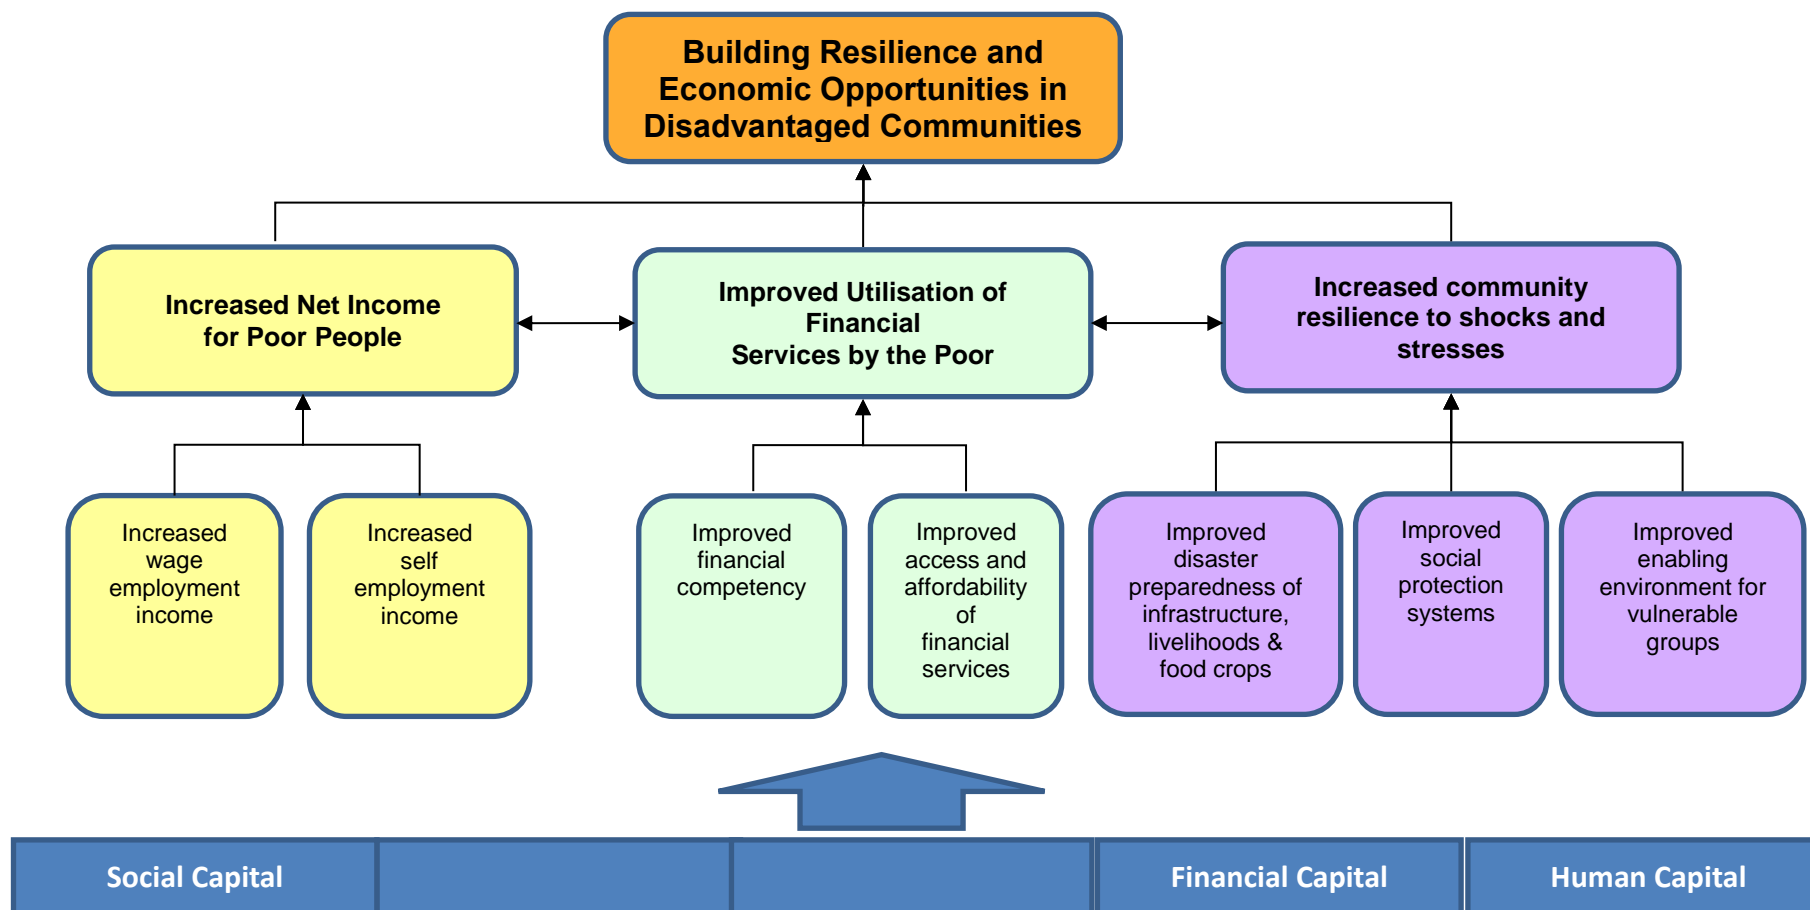 Building Resilience and
Economic Opportunities in
Disadvantaged Communities
Increased Net Income
for Poor People
Improved Utilisation of
Financial
Services by the Poor
Increased community
resilience to shocks and
stresses
Increased
wage
employment
income
Increased
self
employment
income
Improved
financial
competency
Improved
access and
affordability
of
financial
services
Improved
disaster
preparedness of
infrastructure,
livelihoods &
food crops
Improved
social
protection
systems
Improved
enabling
environment for
vulnerable
groups
Social Capital
Financial Capital
Human Capital